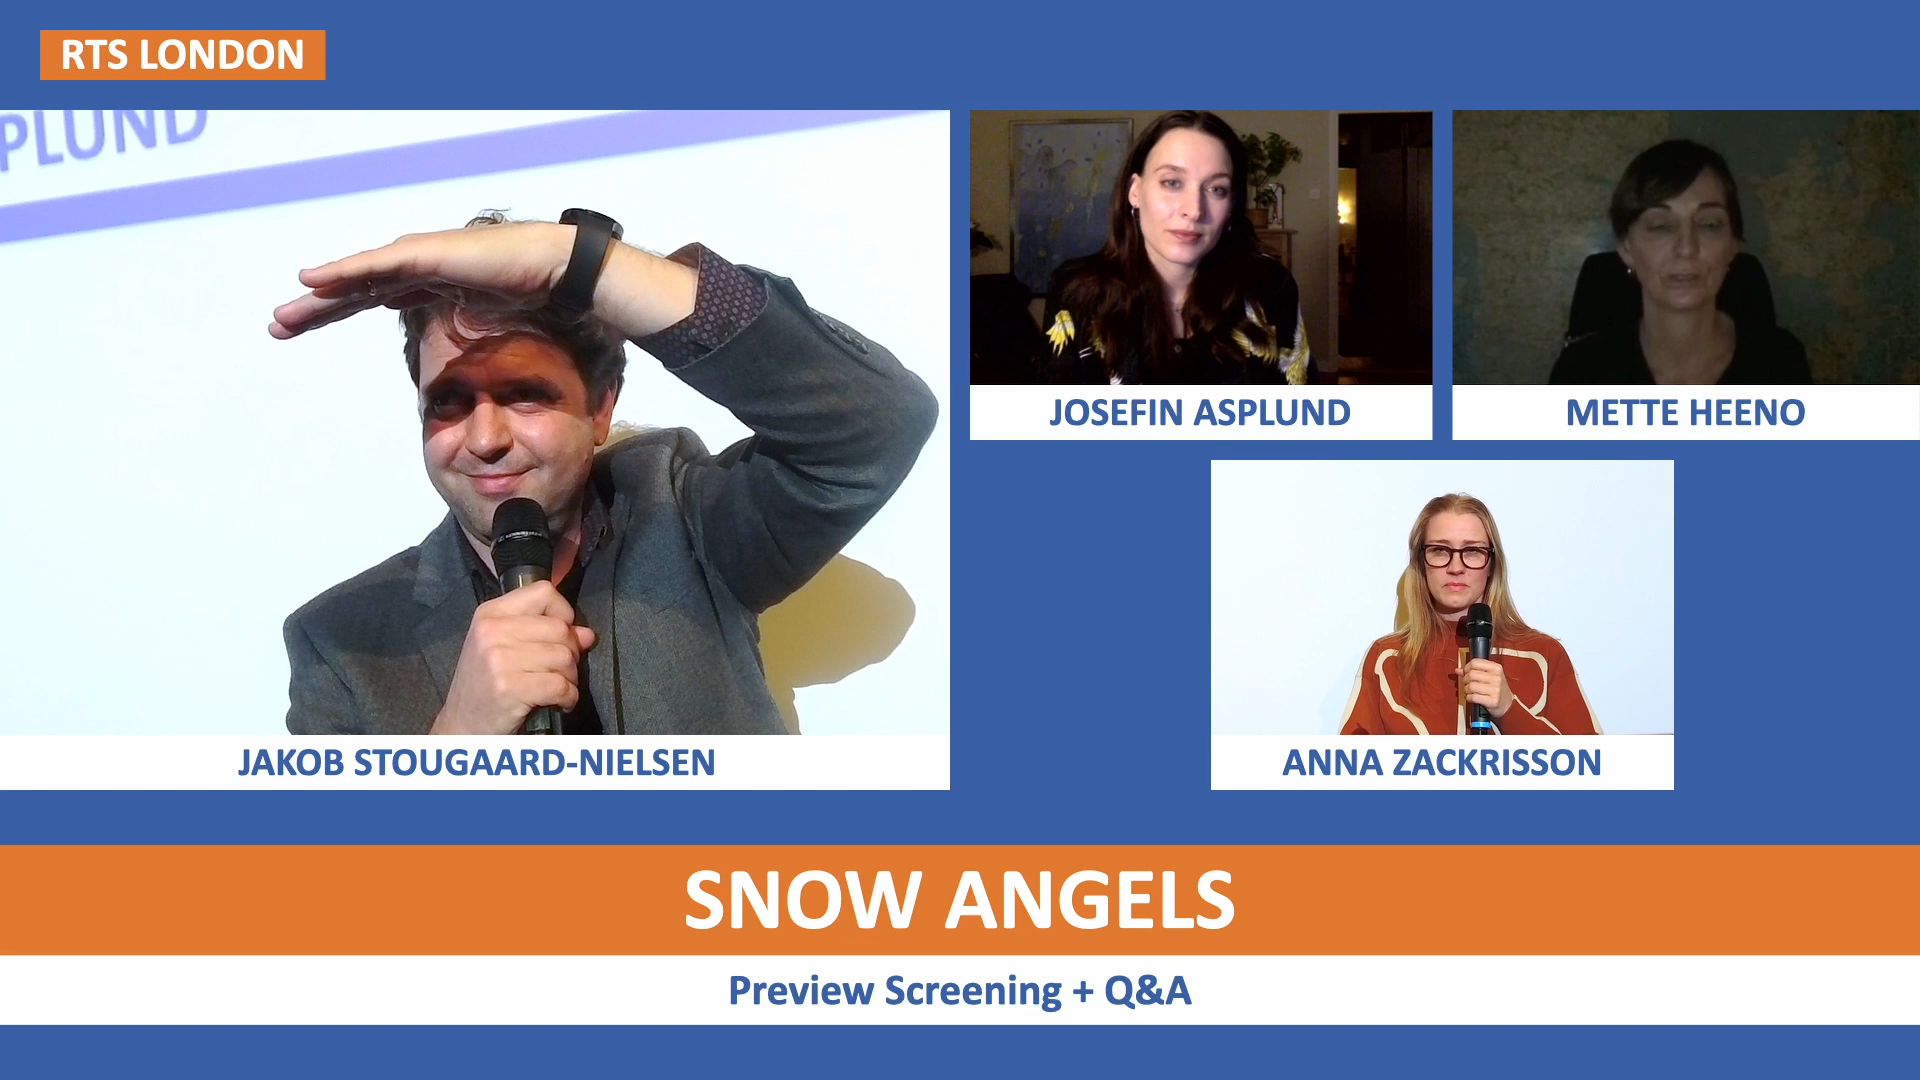 RTS LONDON
PLUND
JAKOB STOUGAARD-NIELSEN
JOSEFIN ASPLUND
METTE HEENO
ANNA ZACKRISSON
SNOW ANGELS
Preview Screening + Q&A